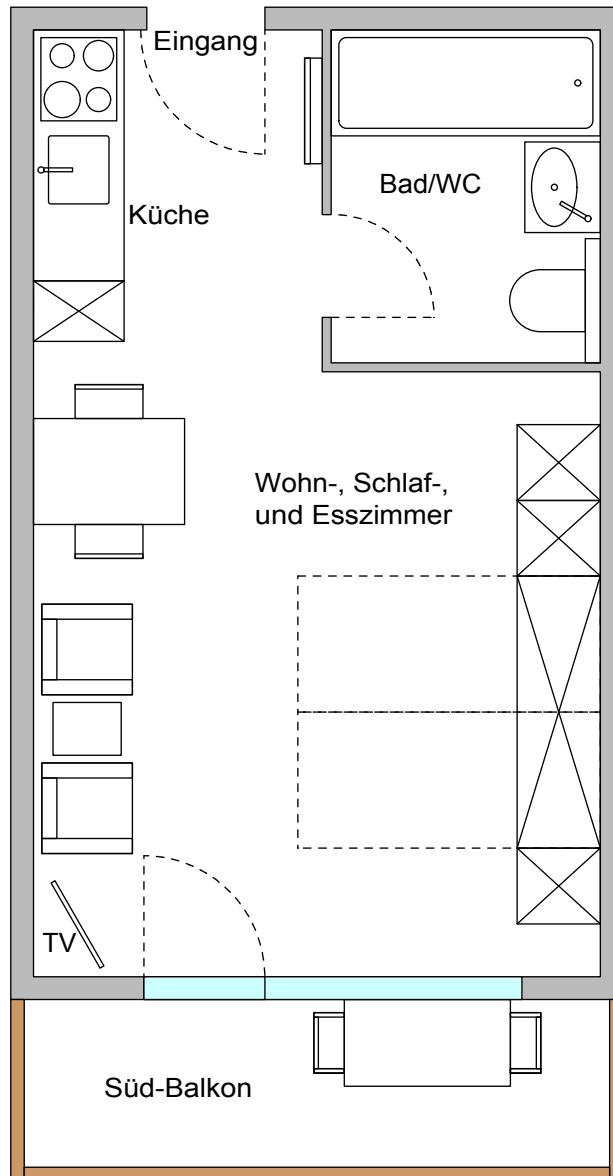 Eingang
Bad/WC
Küche
Wohn-, Schlaf-,
und Esszimmer
TV
Süd-Balkon